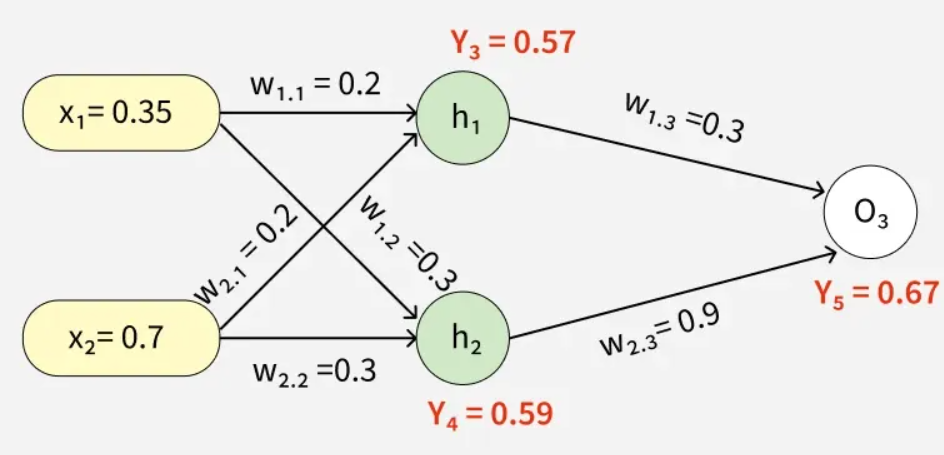 Y₃ = 0.57
w₁.₁ = 0.2
x₁= 0.35
h₁
w₁.₃ =0.3
O₃
w₂.₁ = 0.2
w₁.₂ =0.3
Y₅ = 0.67
x₂= 0.7
h₂
w₂.₃= 0.9
w₂.₂ =0.3
Y₄ = 0.59